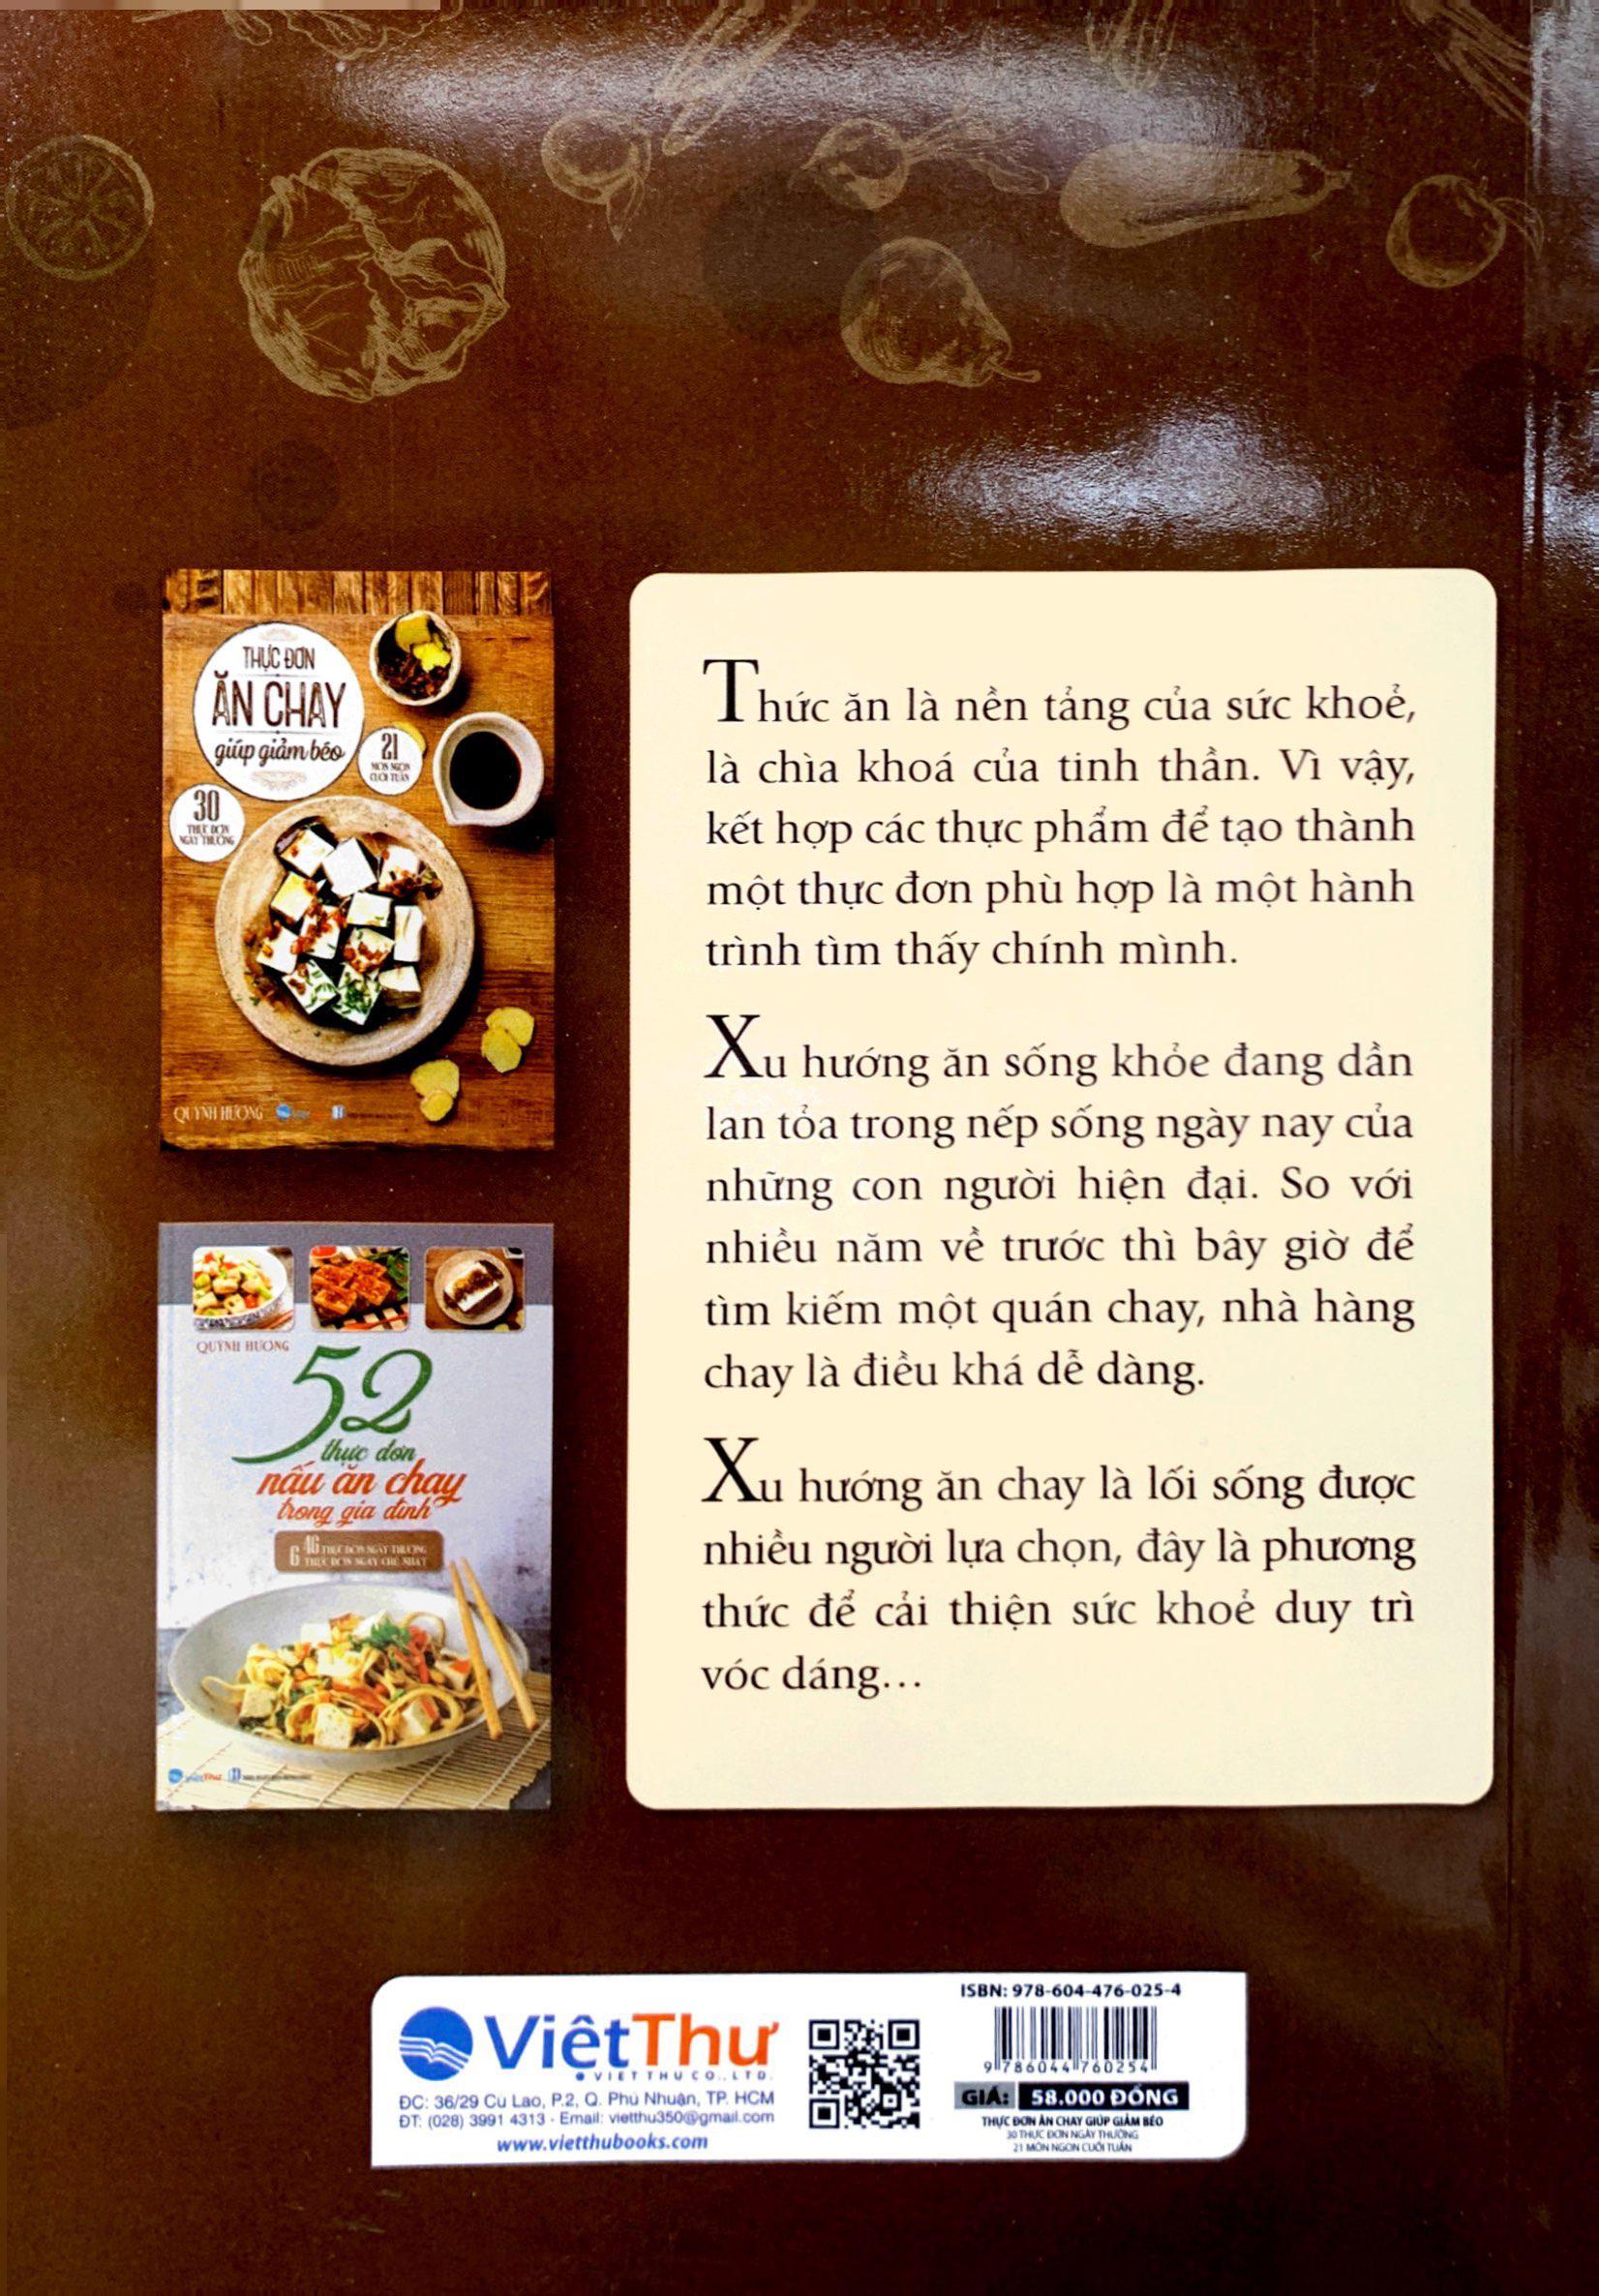 THỰC ĐƠN
ĂN CHAY
giúp giảm béo
21
MÓN NGON
CUỐI TUẦN
30
THỰC ĐƠN
NGÀY THƯỜNG
QUỲNH HƯƠNG
QUỲNH HƯƠNG
52
thực đơn
nấu ăn chay
trong gia đình
46 THỰC ĐƠN NGÀY THƯỜNG
6 THỰC ĐƠN NGÀY CHỦ NHẬT
ViệtThư
Thức ăn là nền tảng của sức khoẻ,
là chìa khoá của tinh thần. Vì vậy,
kết hợp các thực phẩm để tạo thành
một thực đơn phù hợp là một hành
trình tìm thấy chính mình.
Xu hướng ăn sống khỏe đang dần
lan tỏa trong nếp sống ngày nay của
những con người hiện đại. So với
nhiều năm về trước thì bây giờ để
tìm kiếm một quán chay, nhà hàng
chay là điều khá dễ dàng.
Xu hướng ăn chay là lối sống được
nhiều người lựa chọn, đây là phương
thức để cải thiện sức khoẻ duy trì
vóc dáng...
ViệtThư
VIET THU CO., LTD.
ĐC: 36/29 Cù Lao, P.2, Q. Phú Nhuận, TP. HCM
ĐT: (028) 3991 4313 - Email: vietthu350@gmail.com
www.vietthubooks.com
ISBN: 978-604-476-025-4
9 786044 760254
GIÁ: 58.000 ĐỒNG
THỰC ĐƠN ĂN CHAY GIÚP GIẢM BÉO
30 THỰC ĐƠN NGÀY THƯỜNG
21 MÓN NGON CUỐI TUẦN